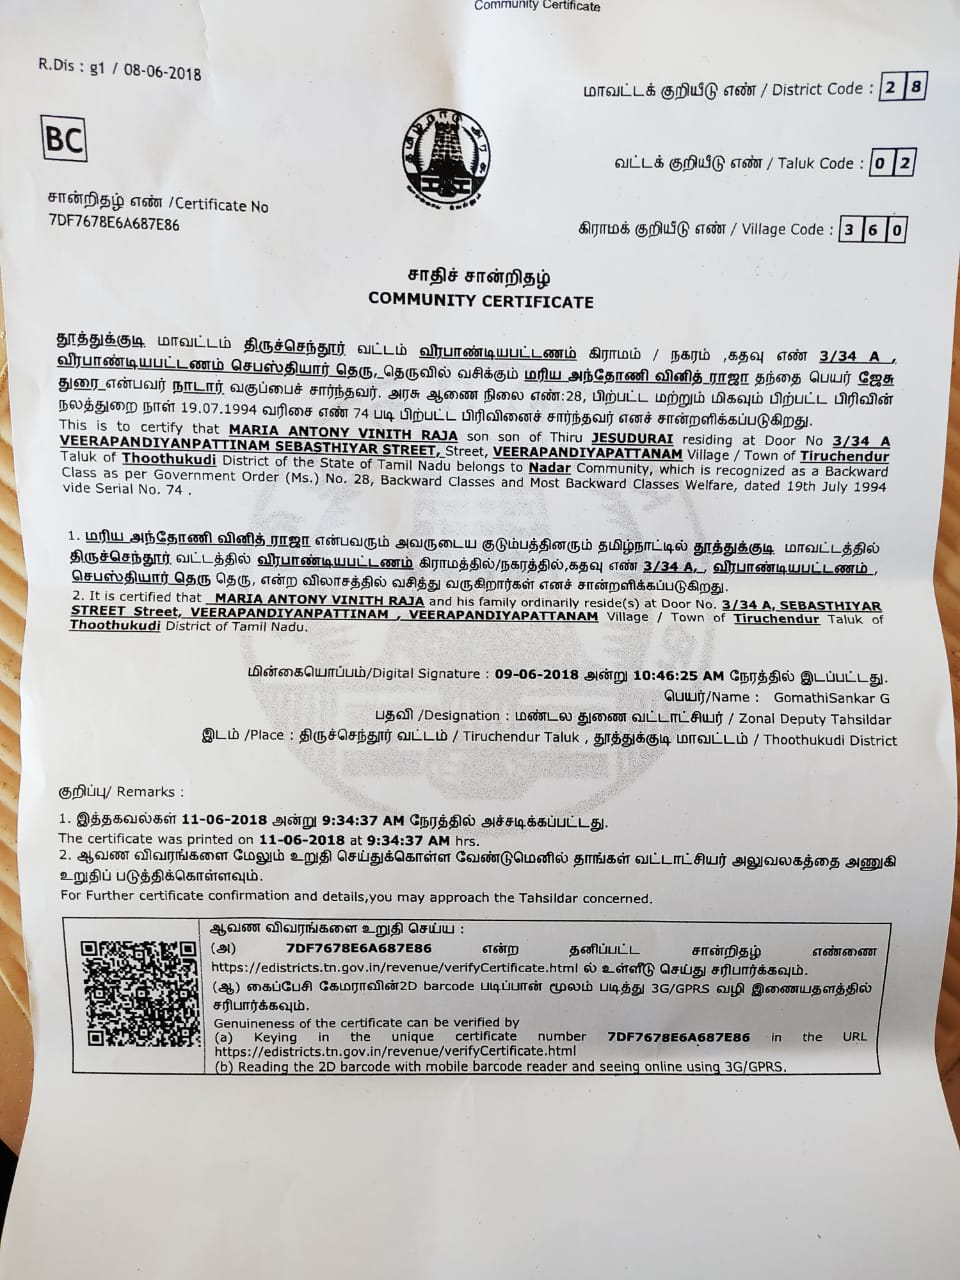 Community Certificate
R.Dis : g1 / 08-06-2018
மாவட்டக் குறியீடு எண் / District Code : 2 8
BC
வட்டக் குறியீடு எண் / Taluk Code : 0 2
சான்றிதழ் எண் /Certificate No
7DF7678E6A687E86
கிராமக் குறியீடு எண் / Village Code : 3 6 0
சாதிச் சான்றிதழ்
COMMUNITY CERTIFICATE
தூத்துக்குடி மாவட்டம் திருச்செந்தூர் வட்டம் வீரபாண்டியபட்டணம் கிராமம் / நகரம் ,கதவு எண் 3/34 A ,
வீரபாண்டியபட்டணம் செபஸ்தியார் தெரு, தெருவில் வசிக்கும் மரிய அந்தோணி வினித் ராஜா தந்தை பெயர் ஜேசு
துரை என்பவர் நாடார் வகுப்பைச் சார்ந்தவர். அரசு ஆணை நிலை எண்:28, பிற்பட்ட மற்றும் மிகவும் பிற்பட்ட பிரிவின்
நலத்துறை நாள் 19.07.1994 வரிசை எண் 74 படி பிற்பட்ட பிரிவினைச் சார்ந்தவர் எனச் சான்றளிக்கப்படுகிறது.
This is to certify that MARIA ANTONY VINITH RAJA son son of Thiru JESUDURAI residing at Door No 3/34 A
VEERAPANDIYANPATTINAM SEBASTHIYAR STREET, Street, VEERAPANDIYAPATTANAM Village / Town of Tiruchendur
Taluk of Thoothukudi District of the State of Tamil Nadu belongs to Nadar Community, which is recognized as a Backward
Class as per Government Order (Ms.) No. 28, Backward Classes and Most Backward Classes Welfare, dated 19th July 1994
vide Serial No. 74 .
1. மரிய அந்தோணி வினித் ராஜா என்பவரும் அவருடைய குடும்பத்தினரும் தமிழ்நாட்டில் தூத்துக்குடி மாவட்டத்தில்
திருச்செந்தூர் வட்டத்தில் வீரபாண்டியபட்டணம் கிராமத்தில்/நகரத்தில்,கதவு எண் 3/34 A, , வீரபாண்டியபட்டணம் ,
செபஸ்தியார் தெரு தெரு, என்ற விலாசத்தில் வசித்து வருகிறார்கள் எனச் சான்றளிக்கப்படுகிறது.
2. It is certified that MARIA ANTONY VINITH RAJA and his family ordinarily reside(s) at Door No. 3/34 A, SEBASTHIYAR
STREET Street, VEERAPANDIYANPATTINAM , VEERAPANDIYAPATTANAM Village / Town of Tiruchendur Taluk of
Thoothukudi District of Tamil Nadu.
மின்கையொப்பம்/Digital Signature : 09-06-2018 அன்று 10:46:25 AM நேரத்தில் இடப்பட்டது.
பெயர்/Name : GomathiSankar G
பதவி /Designation : மண்டல துணை வட்டாட்சியர் / Zonal Deputy Tahsildar
இடம் /Place : திருச்செந்தூர் வட்டம் / Tiruchendur Taluk , தூத்துக்குடி மாவட்டம் / Thoothukudi District
குறிப்பு/ Remarks :
1. இத்தகவல்கள் 11-06-2018 அன்று 9:34:37 AM நேரத்தில் அச்சடிக்கப்பட்டது.
The certificate was printed on 11-06-2018 at 9:34:37 AM hrs.
2. ஆவண விவரங்களை மேலும் உறுதி செய்துக்கொள்ள வேண்டுமெனில் தாங்கள் வட்டாட்சியர் அலுவலகத்தை அணுகி
உறுதிப் படுத்திக்கொள்ளவும்.
For Further certificate confirmation and details,you may approach the Tahsildar concerned.
ஆவண விவரங்களை உறுதி செய்ய :
(அ) 7DF7678E6A687E86 என்ற தனிப்பட்ட சான்றிதழ் எண்ணை
https://edistricts.tn.gov.in/revenue/verifyCertificate.html ல் உள்ளீடு செய்து சரிபார்க்கவும்.
(ஆ) கைப்பேசி கேமராவின்2D barcode படிப்பான் மூலம் படித்து 3G/GPRS வழி இணையதளத்தில்
சரிபார்க்கவும்.
Genuineness of the certificate can be verified by
(a) Keying in the unique certificate number 7DF7678E6A687E86 in the URL
https://edistricts.tn.gov.in/revenue/verifyCertificate.html
(b) Reading the 2D barcode with mobile barcode reader and seeing online using 3G/GPRS.